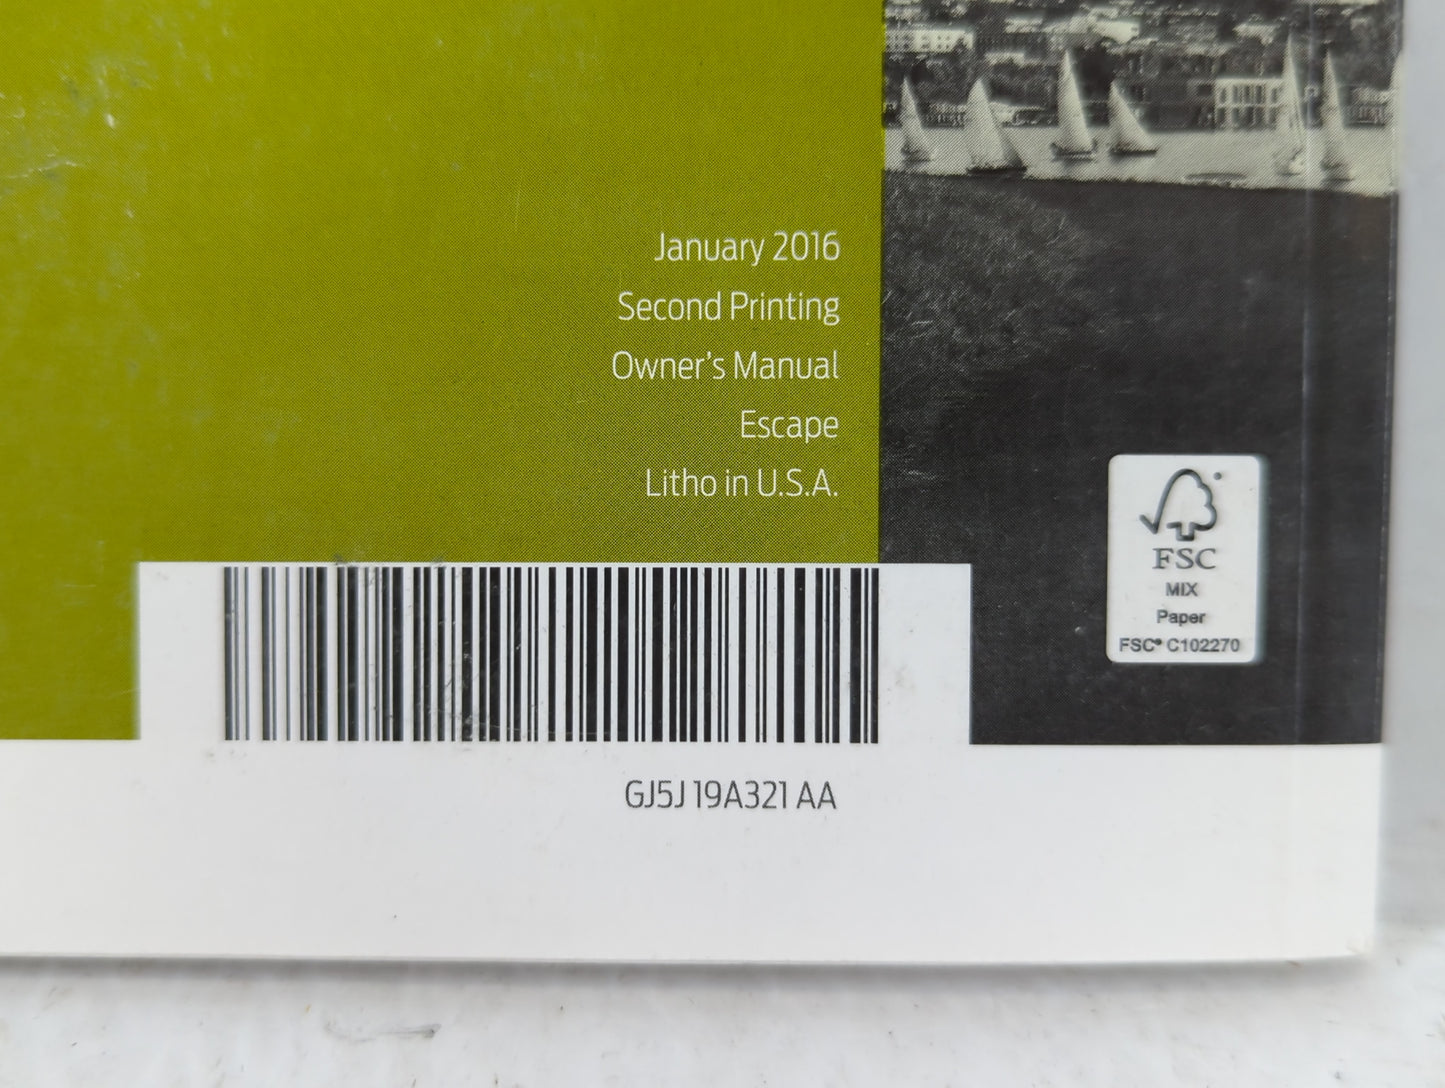 January 2016
Second Printing
Owner's Manual
Escape
Litho in U.S.A.
FSC
MIX
Paper
FSC® C102270
GJ5J 19A321 AA